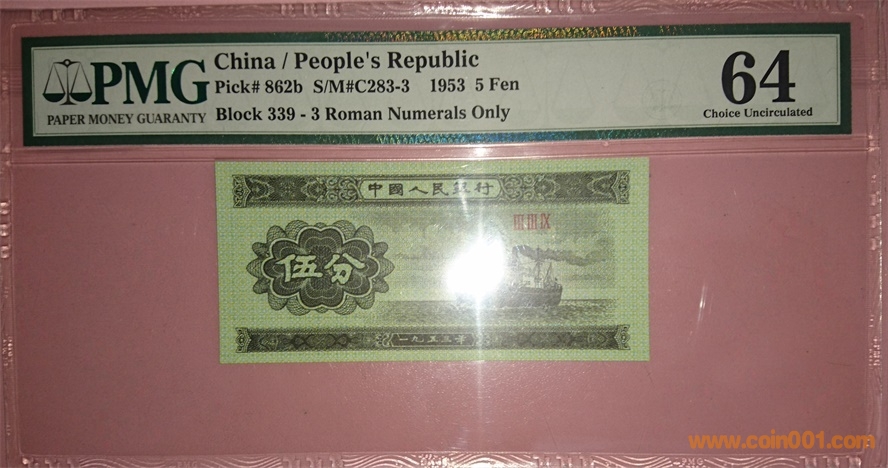 PMG
PAPER MONEY GUARANTY
China / People's Republic
Pick# 862b S/M#C283-3 1953 5 Fen
Block 339 - 3 Roman Numerals Only
64
Choice Uncirculated
中國人民銀行
III III IX
伍分
一九五三年
www.coin001.com